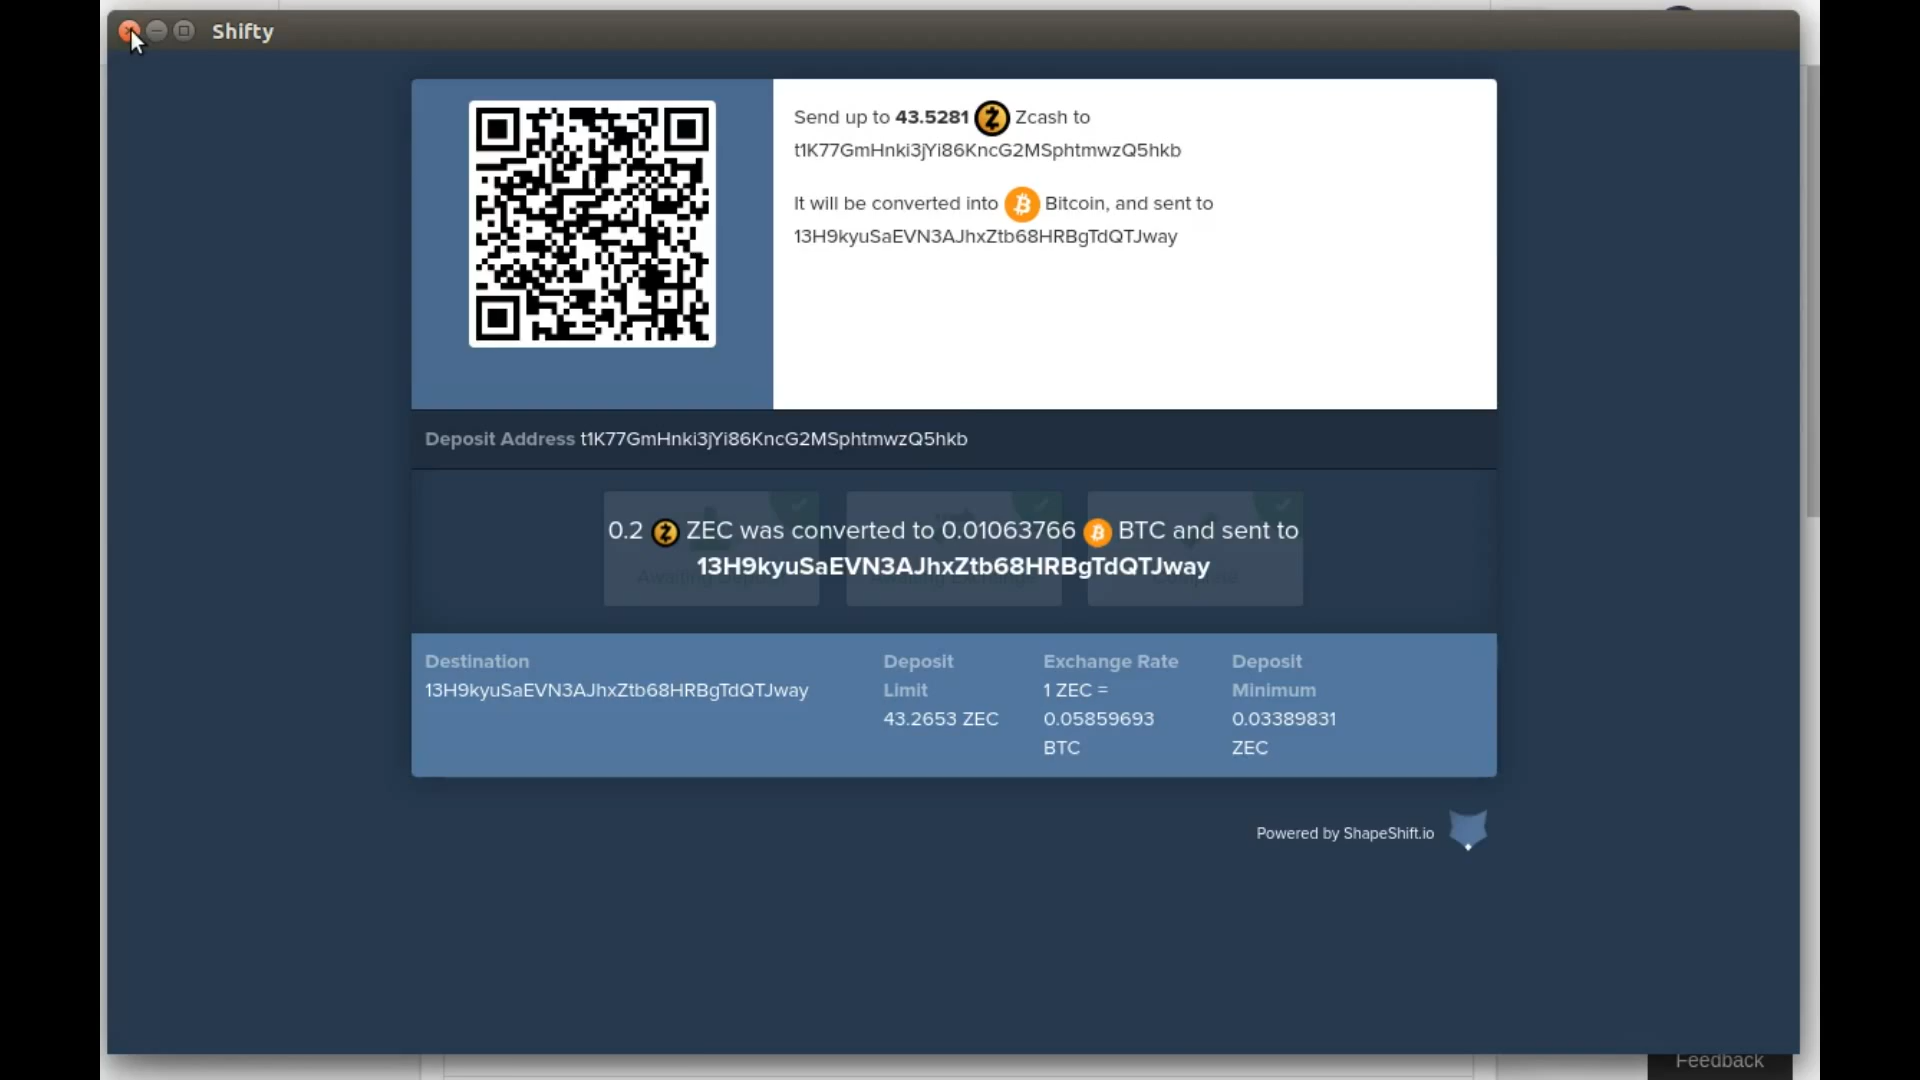 Shifty
Send up to 43.5281 Zcash to
t1K77GmHnki3jYi86KncG2MSphtmwzQ5hkb
It will be converted into Bitcoin, and sent to
13H9kyuSaEVN3AJhxZtb68HRBgTdQTJway
Deposit Address t1K77GmHnki3jYi86KncG2MSphtmwzQ5hkb
0.2 ZEC was converted to 0.01063766 BTC and sent to
13H9kyuSaEVN3AJhxZtb68HRBgTdQTJway
Destination
13H9kyuSaEVN3AJhxZtb68HRBgTdQTJway
Deposit
Limit
43.2653 ZEC
Exchange Rate
1 ZEC =
0.05859693
BTC
Deposit
Minimum
0.03389831
ZEC
Powered by ShapeShift.io
Feedback